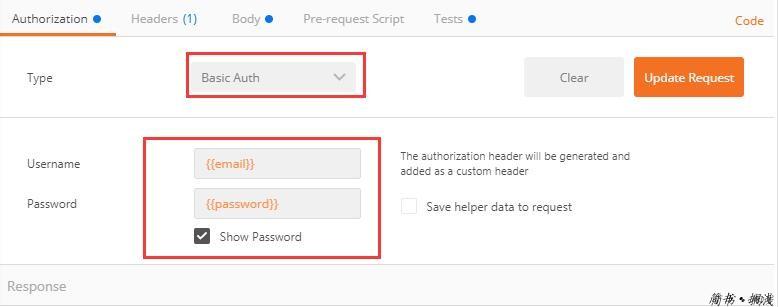 Authorization Headers (1) Body Pre-request Script Tests Code
Type Basic Auth Clear Update Request
Username {{email}} The authorization header will be generated and
added as a custom header
Password {{password}} Save helper data to request
Show Password
Response
简书